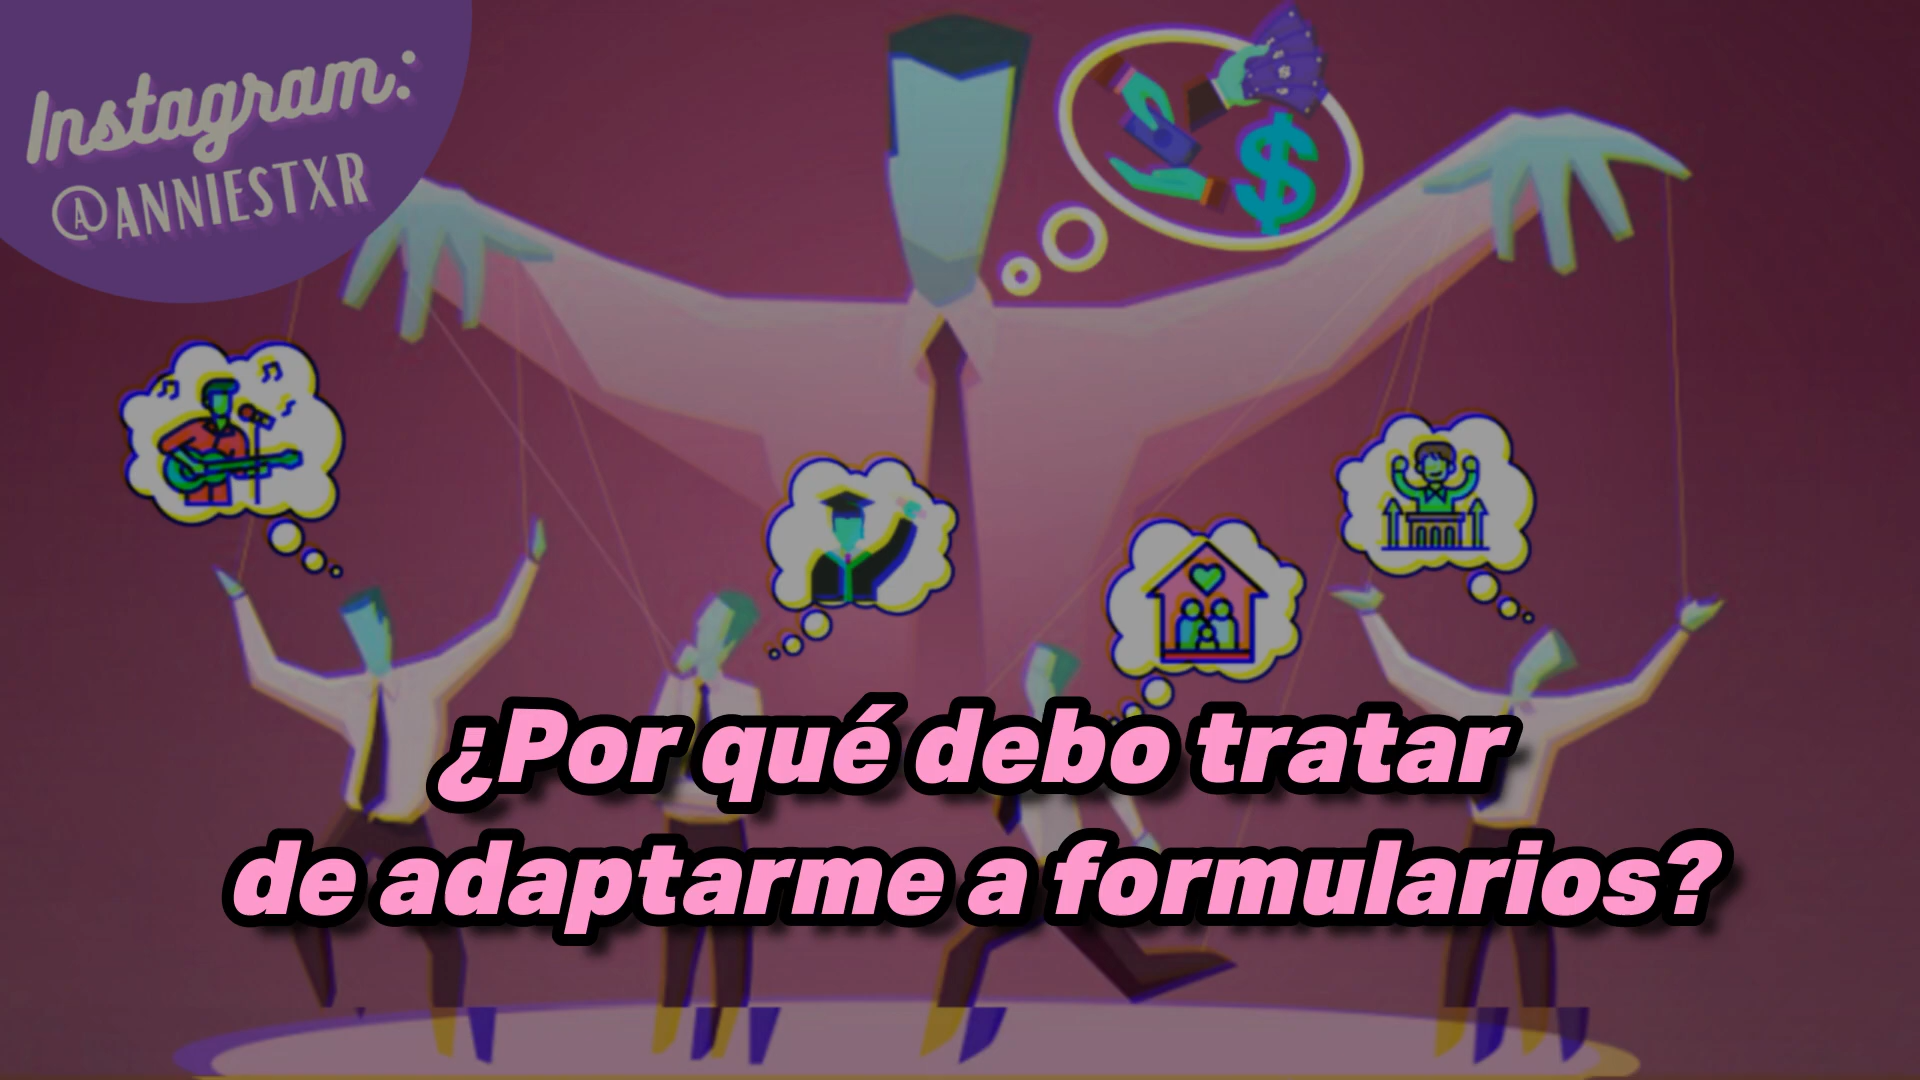 Instagram:
@ANNIESTXR
¿Por qué debo tratar
de adaptarme a formularios?